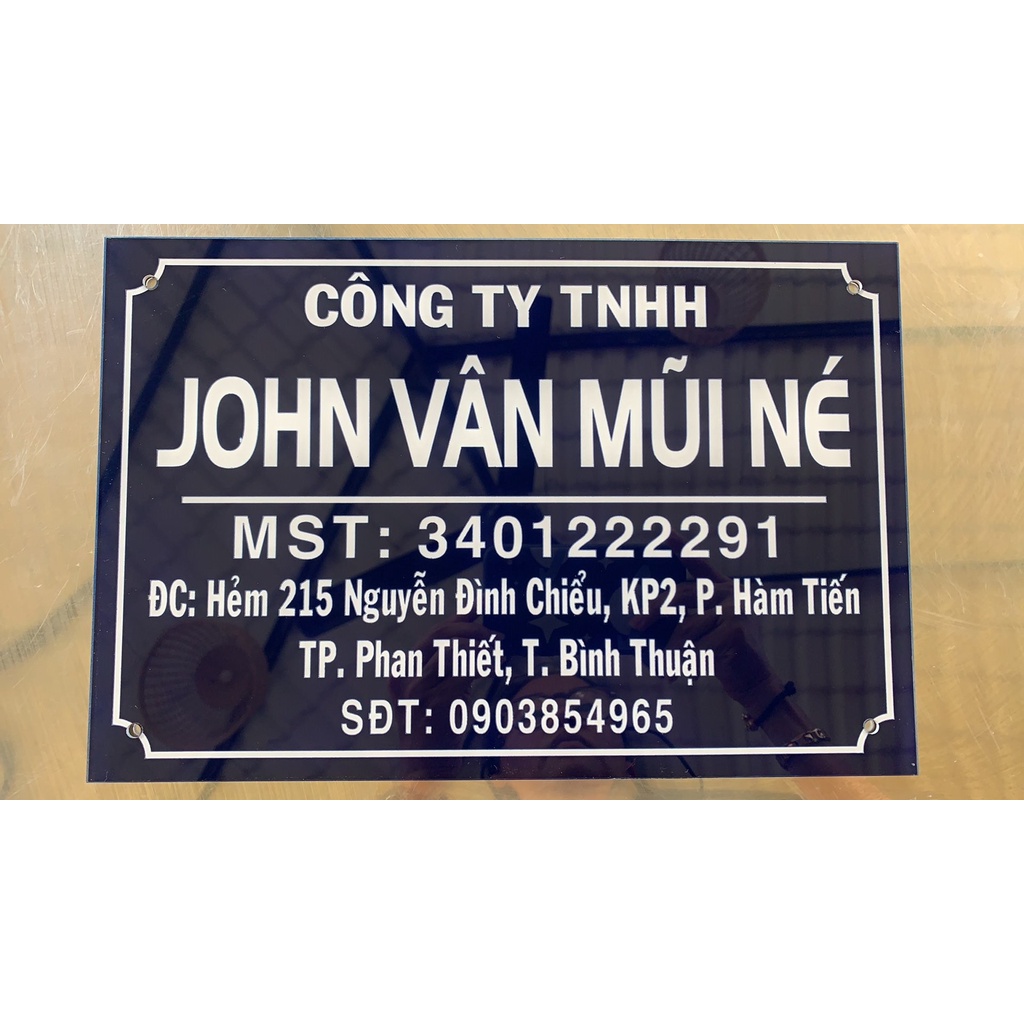 CÔNG TY TNHH
JOHN VÂN MŨI NÉ
MST: 3401222291
ĐC: Hẻm 215 Nguyễn Đình Chiểu, KP2, P. Hàm Tiến
TP. Phan Thiết, T. Bình Thuận
SĐT: 0903854965